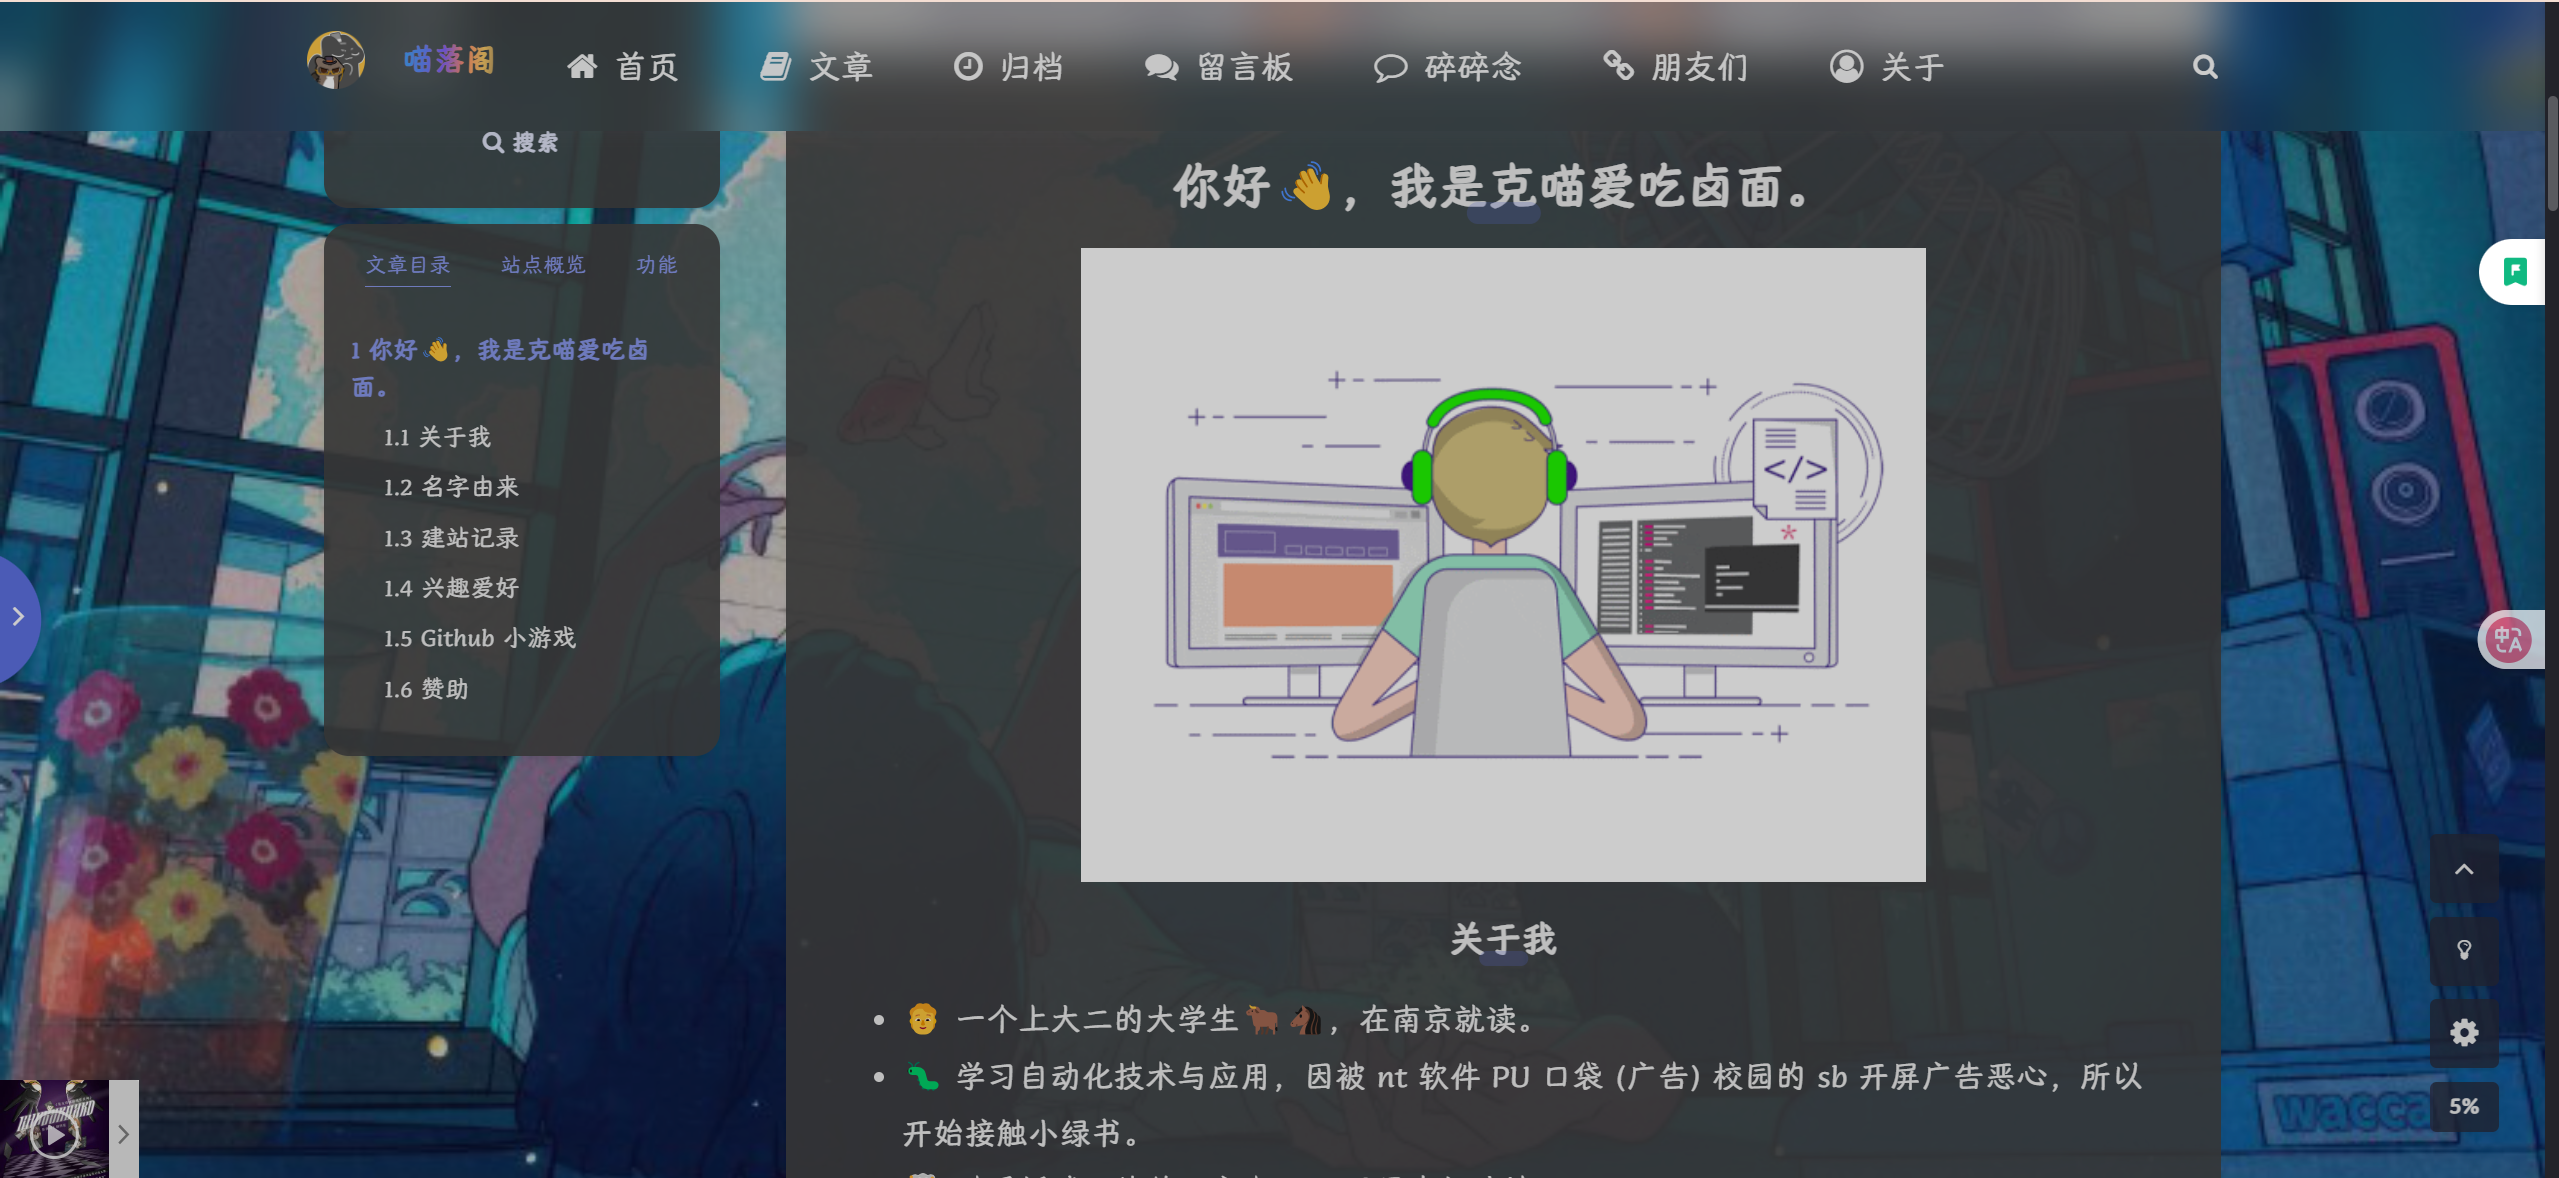 喵落阁 首页 文章 归档 留言板 碎碎念 朋友们 关于
搜索
文章目录 站点概览 功能
1 你好👋，我是克喵爱吃卤
面。
1.1 关于我
1.2 名字由来
1.3 建站记录
1.4 兴趣爱好
1.5 Github 小游戏
1.6 赞助
你好👋，我是克喵爱吃卤面。
</>
关于我
一个上大二的大学生🐂🐴，在南京就读。
🐛 学习自动化技术与应用，因被 nt 软件 PU 口袋 (广告) 校园的 sb 开屏广告恶心，所以
开始接触小绿书。
中A
wacca
5%